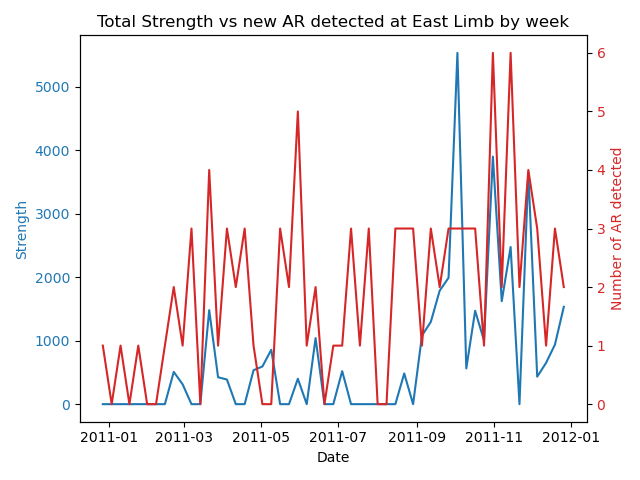 Total Strength vs new AR detected at East Limb by week
Strength
5000
4000
3000
2000
1000
0
6
5
4
3
2
1
0
Number of AR detected
2011-01 2011-03 2011-05 2011-07 2011-09 2011-11 2012-01
Date